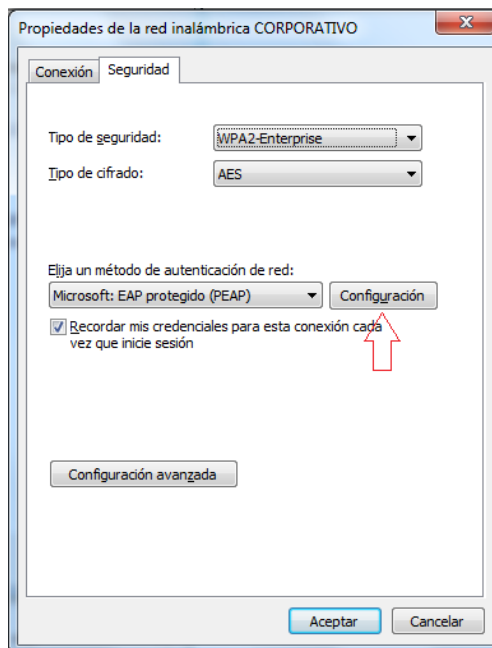 Propiedades de la red inalámbrica CORPORATIVO
Conexión Seguridad
Tipo de seguridad: WPA2-Enterprise
Tipo de cifrado: AES
Elija un método de autenticación de red:
Microsoft: EAP protegido (PEAP) Configuración
Recordar mis credenciales para esta conexión cada
vez que inicie sesión
Configuración avanzada
Aceptar Cancelar